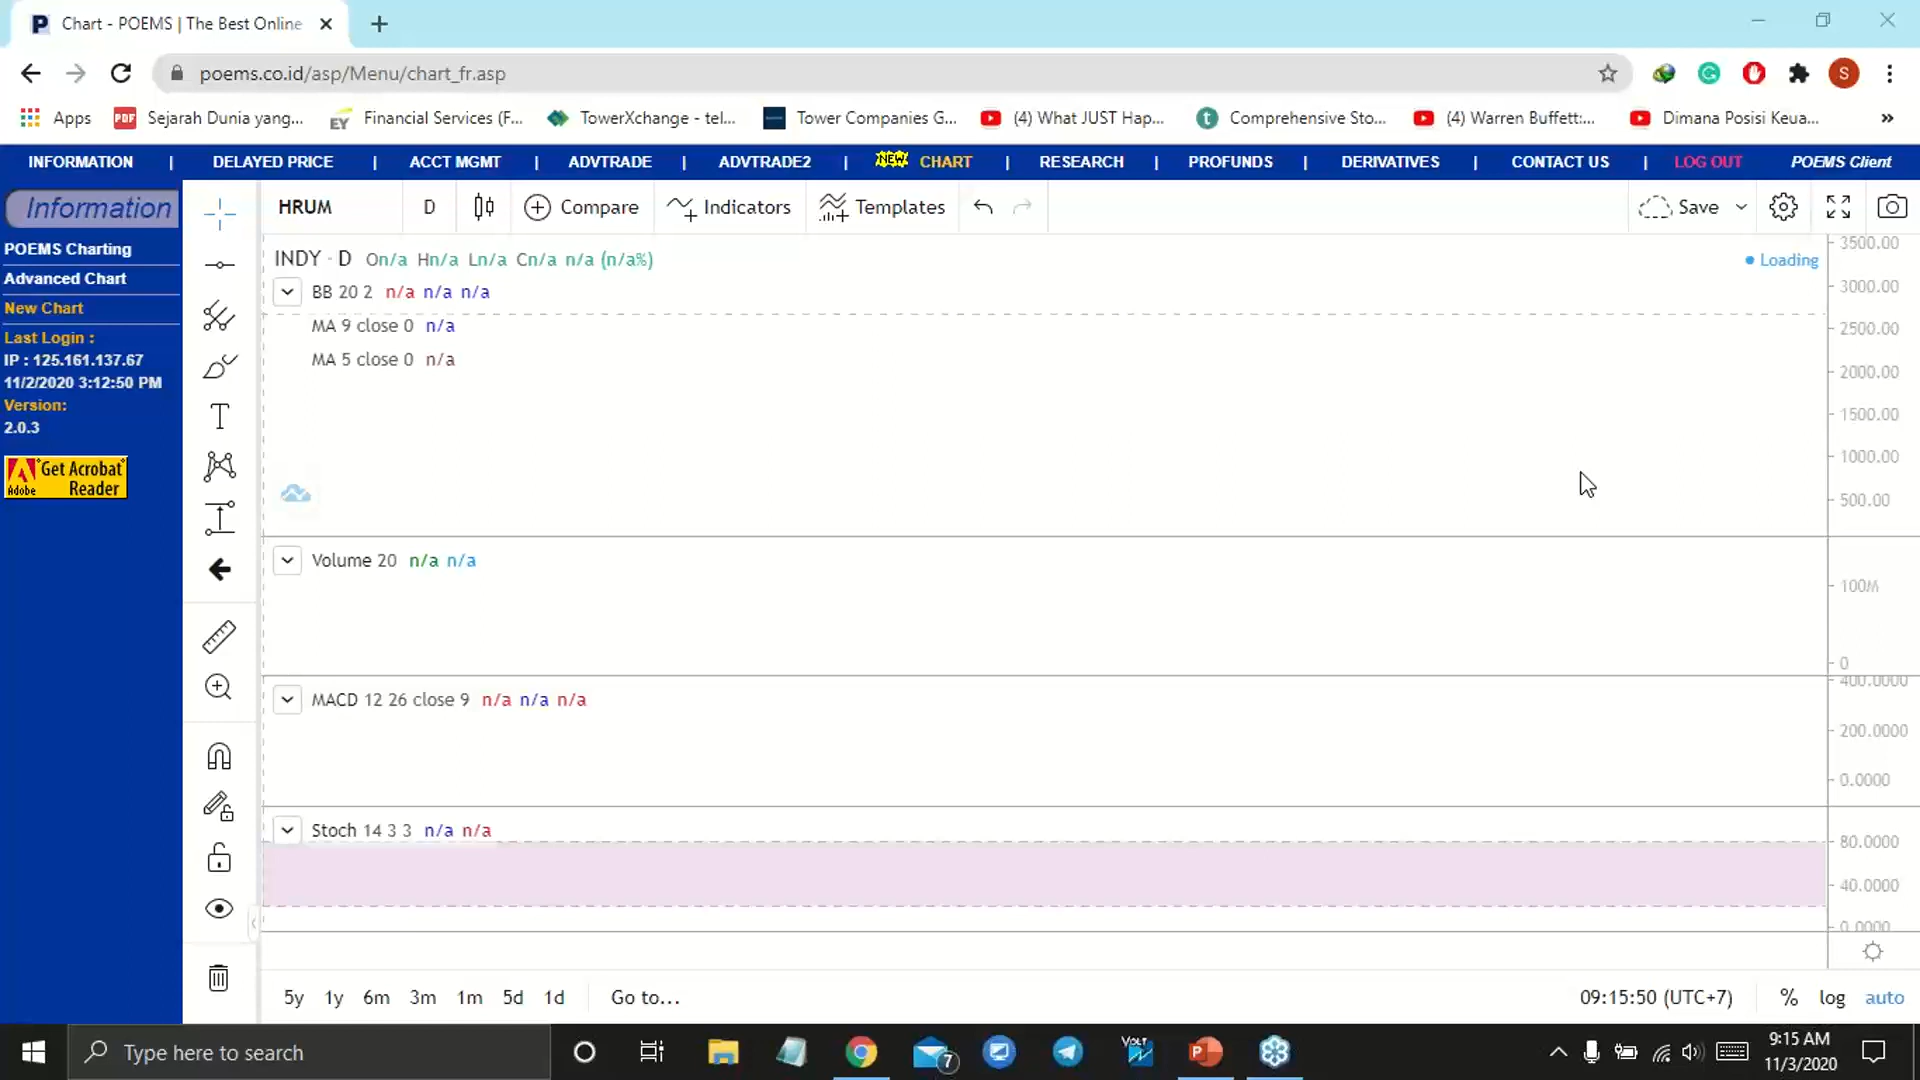 Chart - POEMS | The Best Online
poems.co.id/asp/Menu/chart_fr.asp
S
Apps
PDF Sejarah Dunia yang...
EY Financial Services (F...
TowerXchange - tel...
Tower Companies G...
(4) What JUST Hap...
t Comprehensive Sto...
(4) Warren Buffett:...
Dimana Posisi Keua...
»
INFORMATION | DELAYED PRICE | ACCT MGMT | ADVTRADE | ADVTRADE2 | NEW CHART | RESEARCH | PROFUNDS | DERIVATIVES | CONTACT US | LOG OUT POEMS Client
Information
POEMS Charting
Advanced Chart
New Chart
Last Login :
IP : 125.161.137.67
11/2/2020 3:12:50 PM
Version:
2.0.3
Adobe Get Acrobat
Reader
HRUM D Compare Indicators Templates Save
INDY · D On/a Hn/a Ln/a Cn/a n/a (n/a%)
Loading
BB 20 2 n/a n/a n/a
MA 9 close 0 n/a
MA 5 close 0 n/a
3500.00
3000.00
2500.00
2000.00
1500.00
1000.00
500.00
Volume 20 n/a n/a
100M
0
MACD 12 26 close 9 n/a n/a n/a
400.0000
200.0000
0.0000
Stoch 14 3 3 n/a n/a
80.0000
40.0000
0.0000
5y 1y 6m 3m 1m 5d 1d Go to...
09:15:50 (UTC+7) % log auto
Type here to search
7
VOLT
P
9:15 AM
11/3/2020